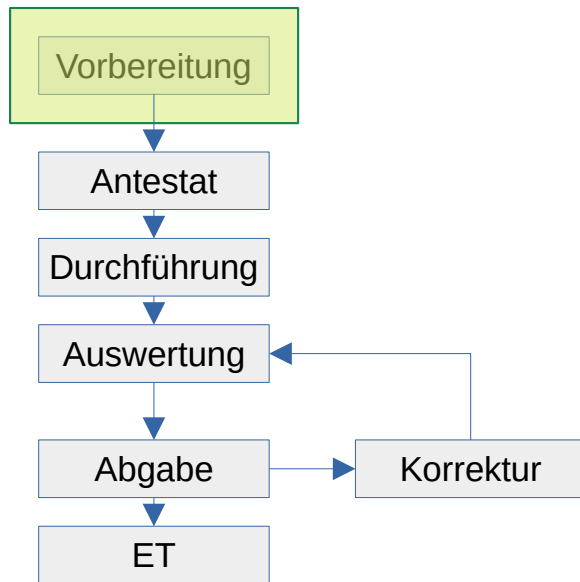 Vorbereitung
Antestat
Durchführung
Auswertung
Abgabe
Korrektur
ET